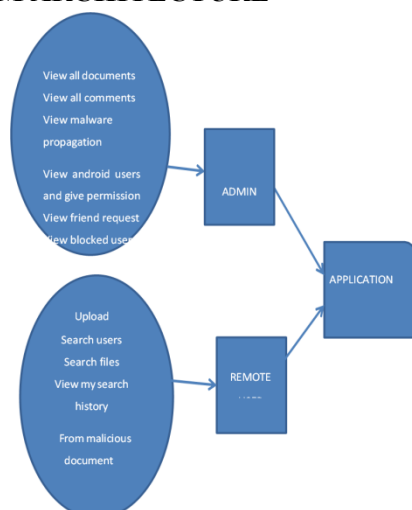 View all documents
View all comments
View malware
propagation
View android users
and give permission
View friend request
View blocked
ADMIN
APPLICATION
Upload
Search users
Search files
View my search
history
From malicious
document
REMOTE